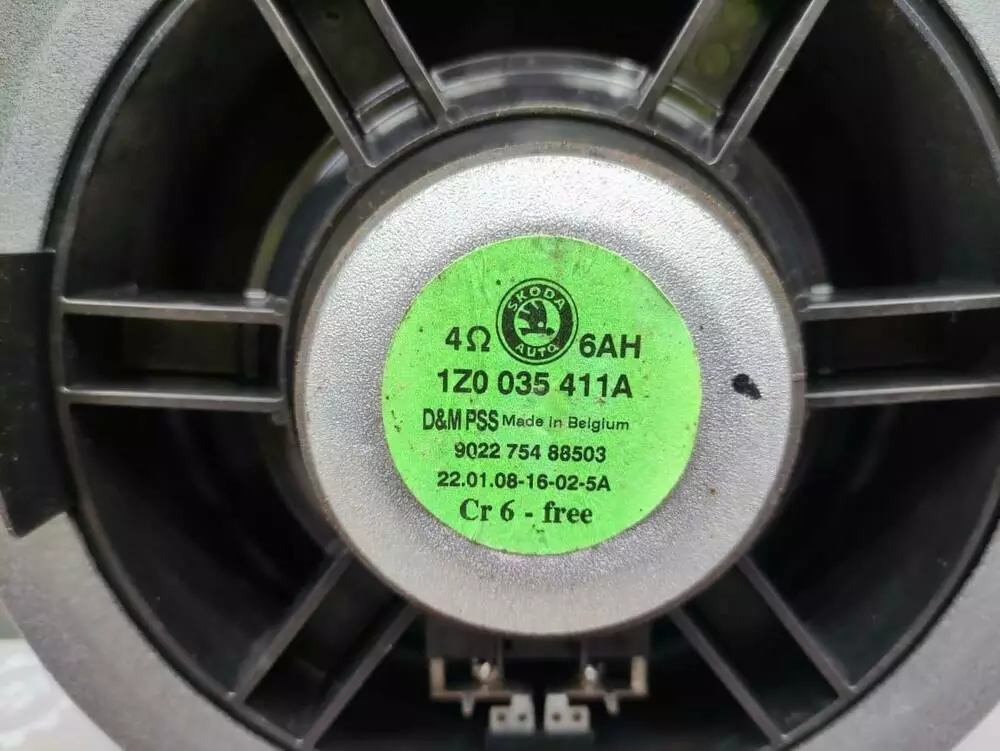 SKODA
AUTO
4Ω 6AH
1Z0 035 411A
D&M PSS Made in Belgium
9022 754 88503
22.01.08-16-02-5A
Cr 6 - free